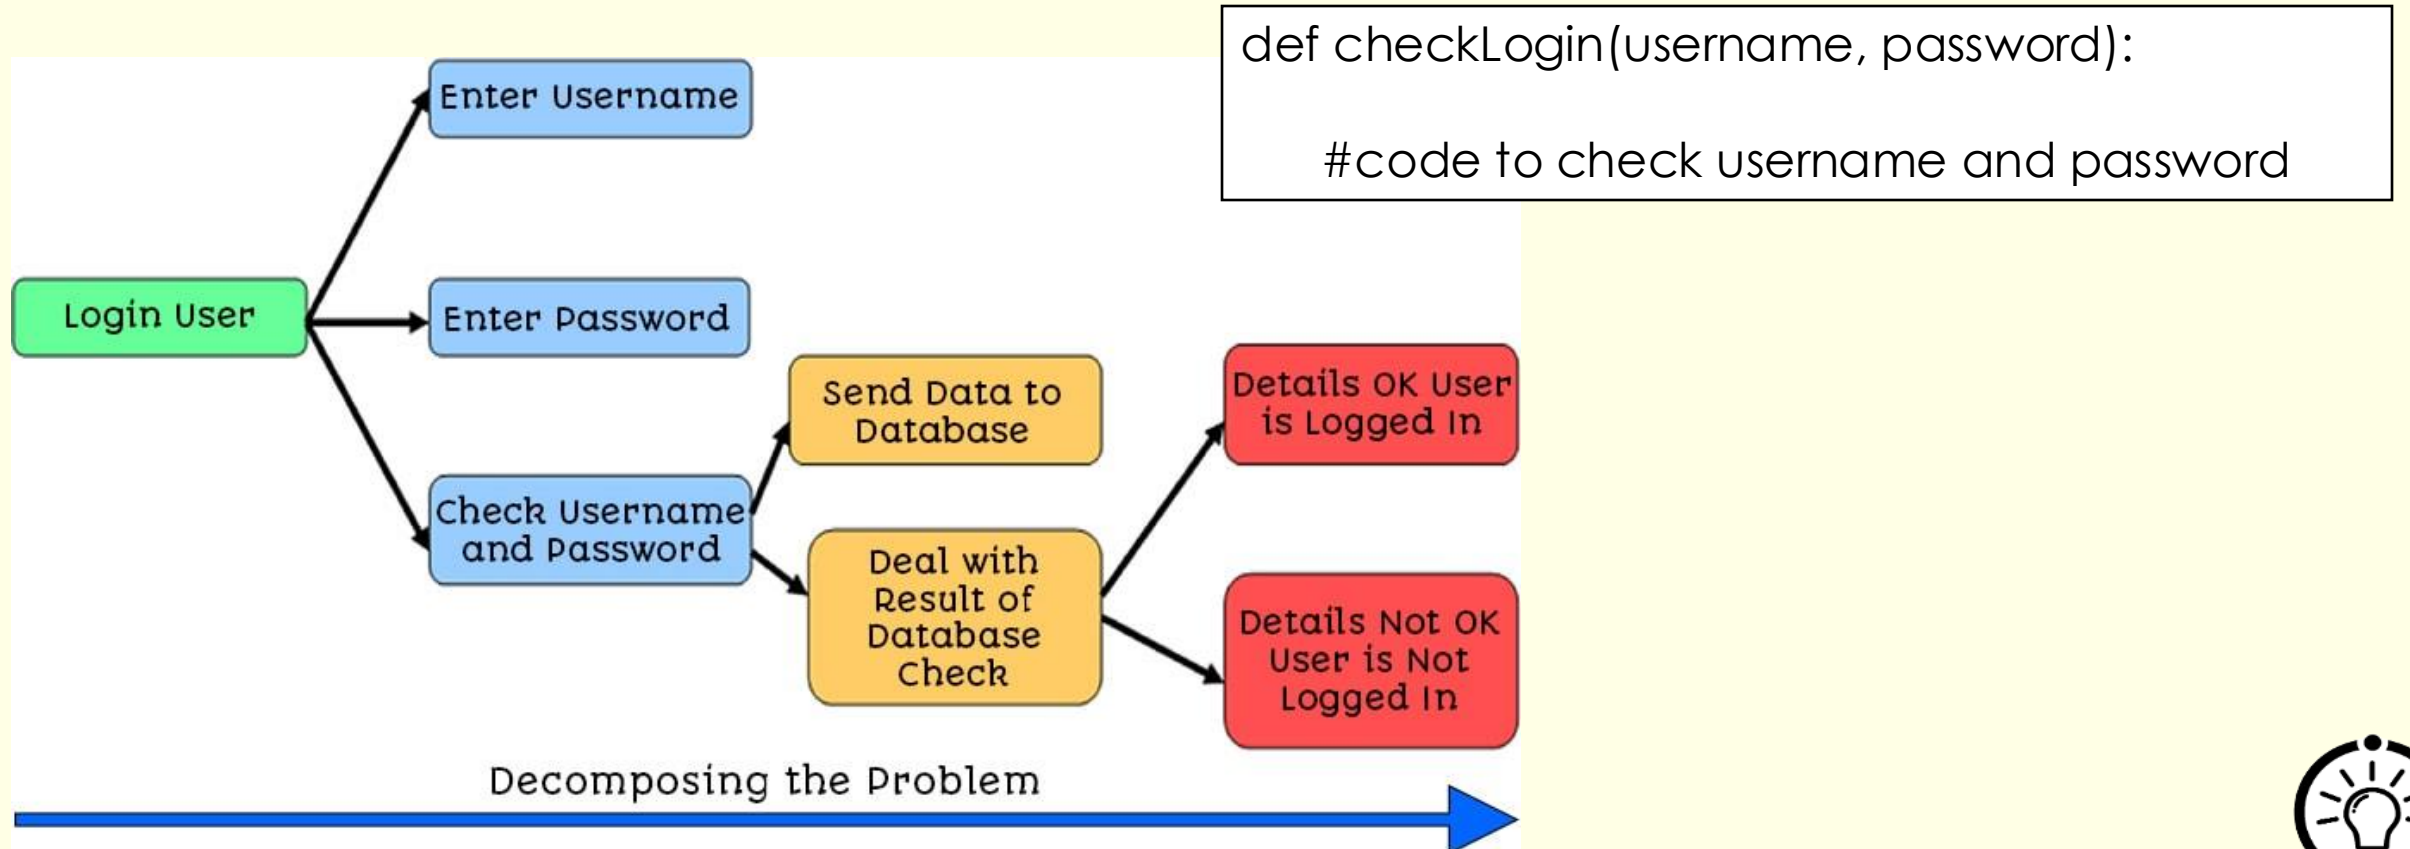 def checkLogin(username, password):
#code to check username and password
Enter Username
Login User
Enter Password
Check Username
and Password
Send Data to
Database
Deal with
Result of
Database
Check
Details OK User
is Logged In
Details Not OK
User is Not
Logged In
Decomposing the Problem